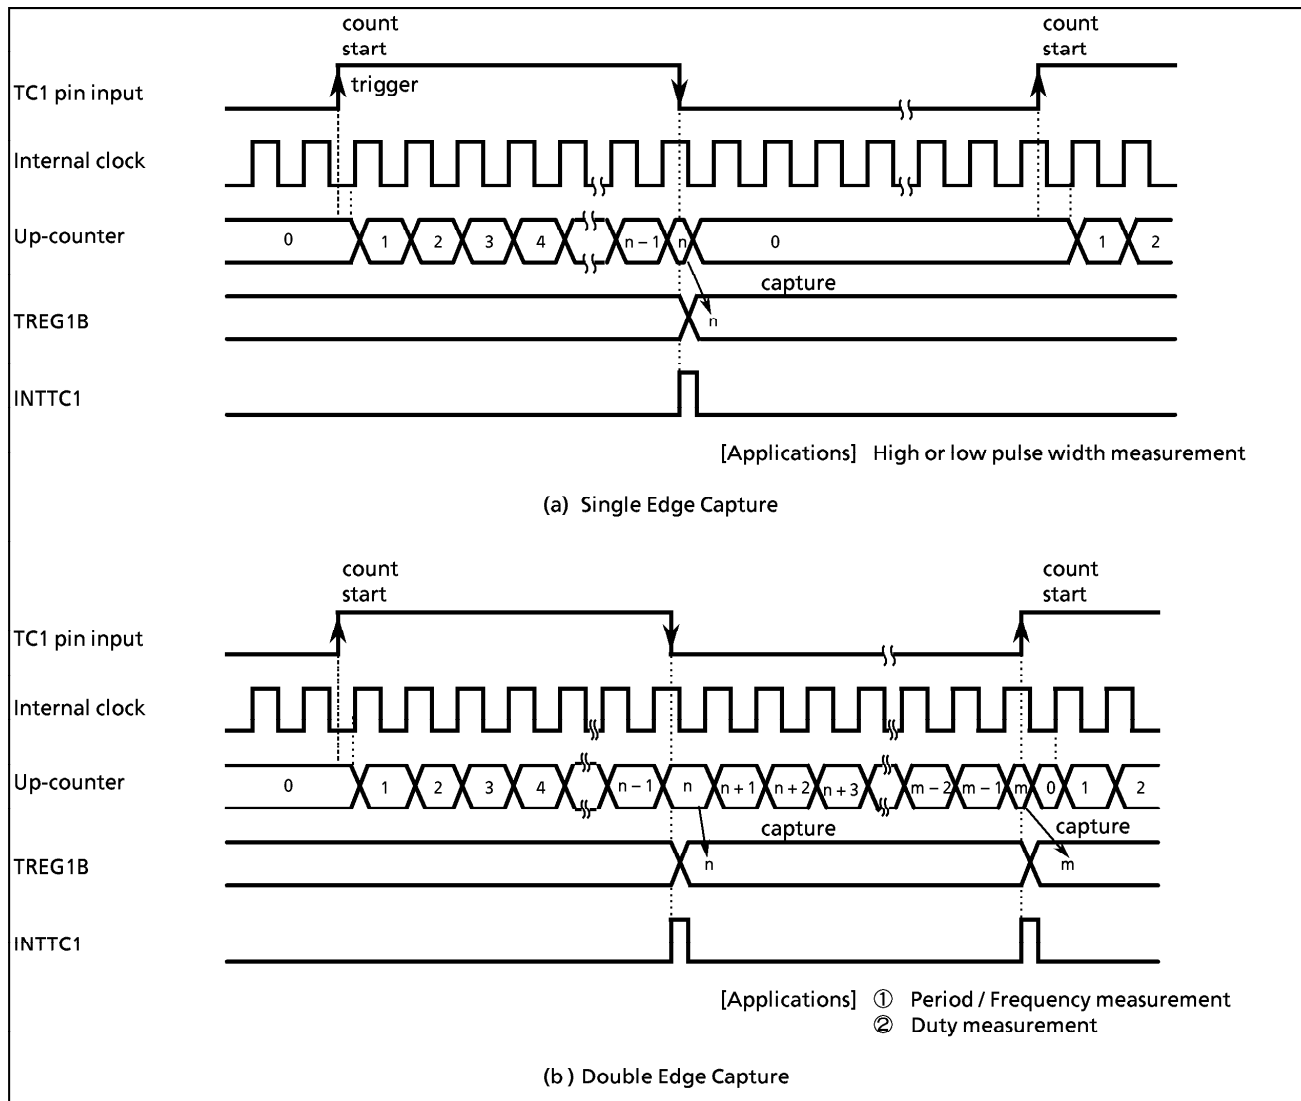 count
start
count
start
TC1 pin input
trigger
Internal clock
Up-counter
0 1 2 3 4 n – 1 n 0 1 2
capture
TREG1B
n
INTTC1
[Applications] High or low pulse width measurement
(a) Single Edge Capture
count
start
count
start
TC1 pin input
Internal clock
Up-counter
0 1 2 3 4 n – 1 n n + 1 n + 2 n + 3 m – 2 m – 1 m 0 1 2
capture
capture
TREG1B
n
m
INTTC1
[Applications] ① Period / Frequency measurement
② Duty measurement
(b ) Double Edge Capture